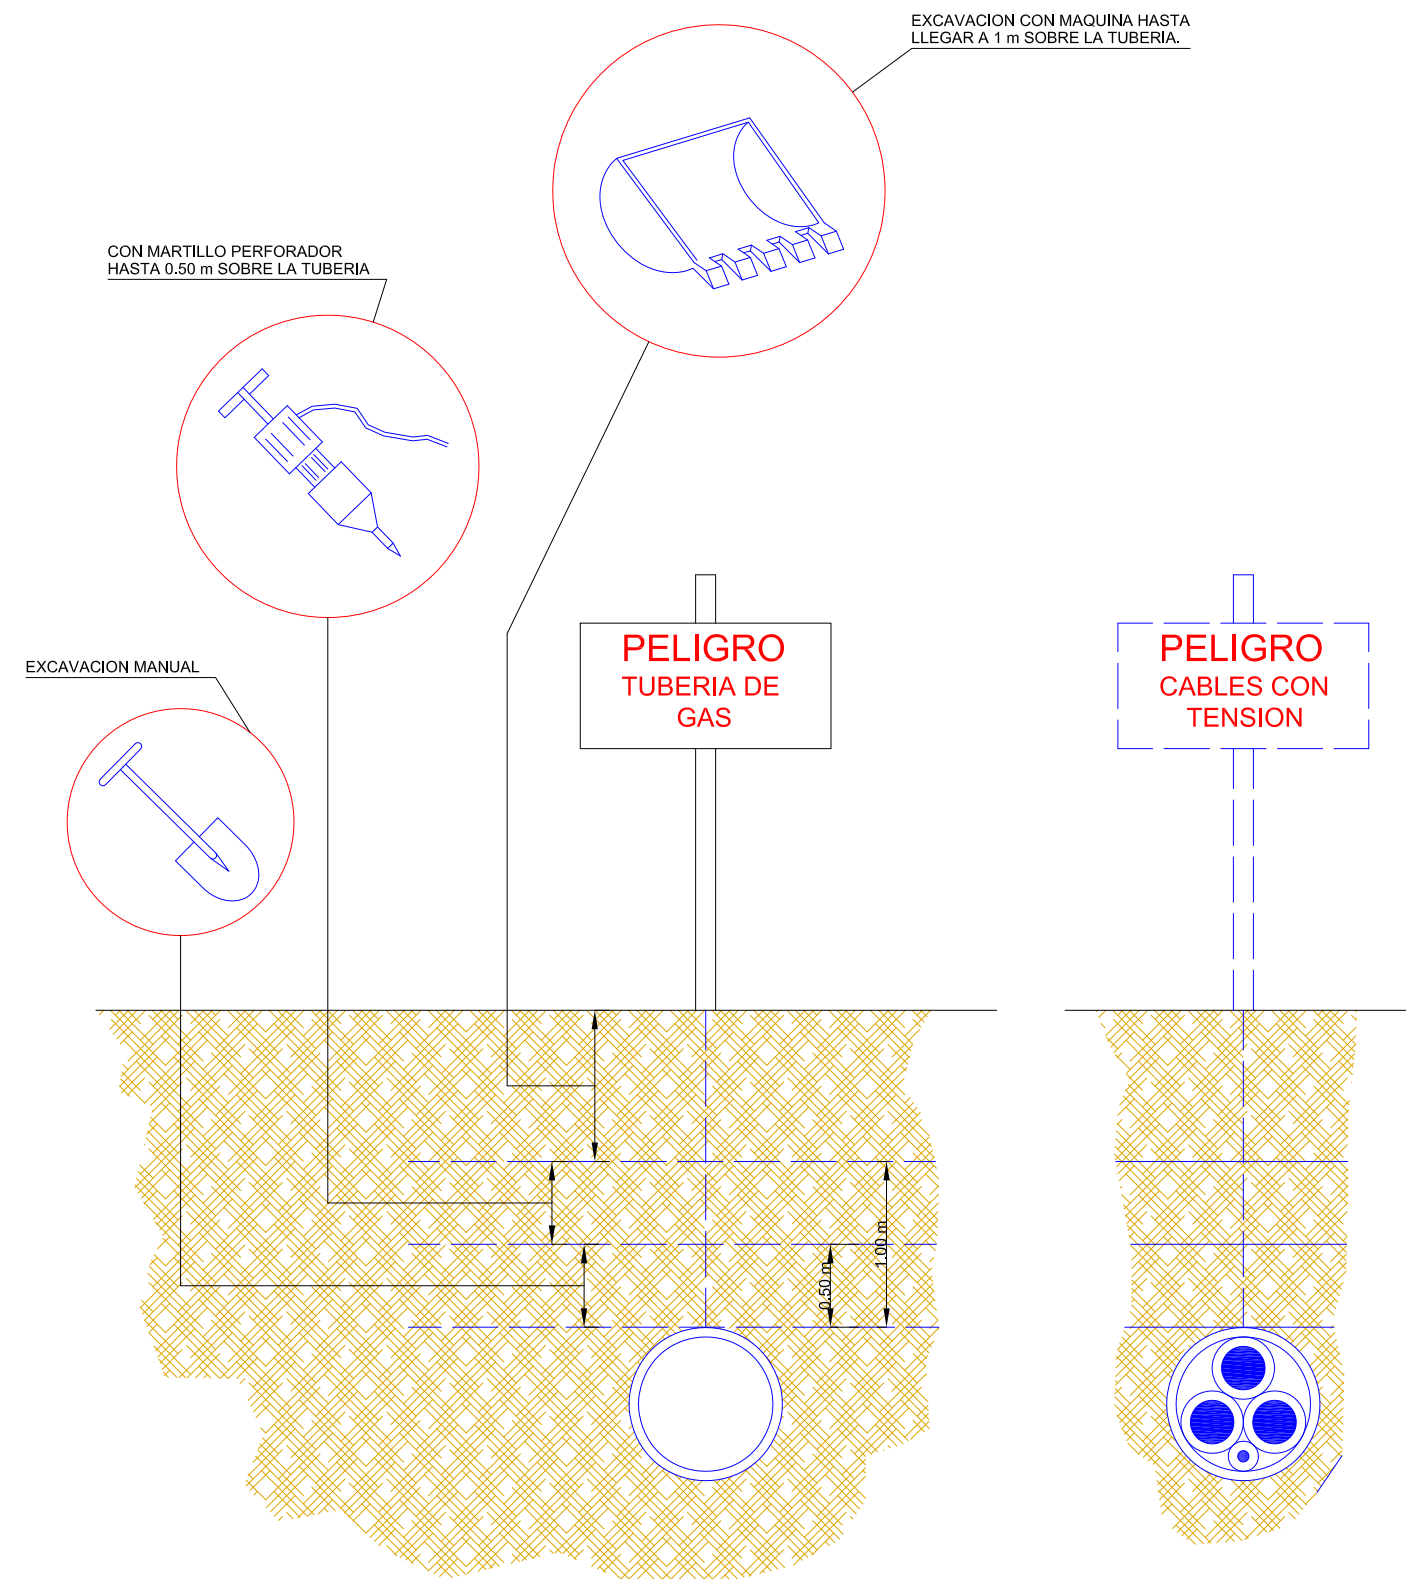 EXCAVACION CON MAQUINA HASTA
LLEGAR A 1 m SOBRE LA TUBERIA.
CON MARTILLO PERFORADOR
HASTA 0.50 m SOBRE LA TUBERIA
EXCAVACION MANUAL
PELIGRO
TUBERIA DE
GAS
PELIGRO
CABLES CON
TENSION
1.00 m
0.50 m